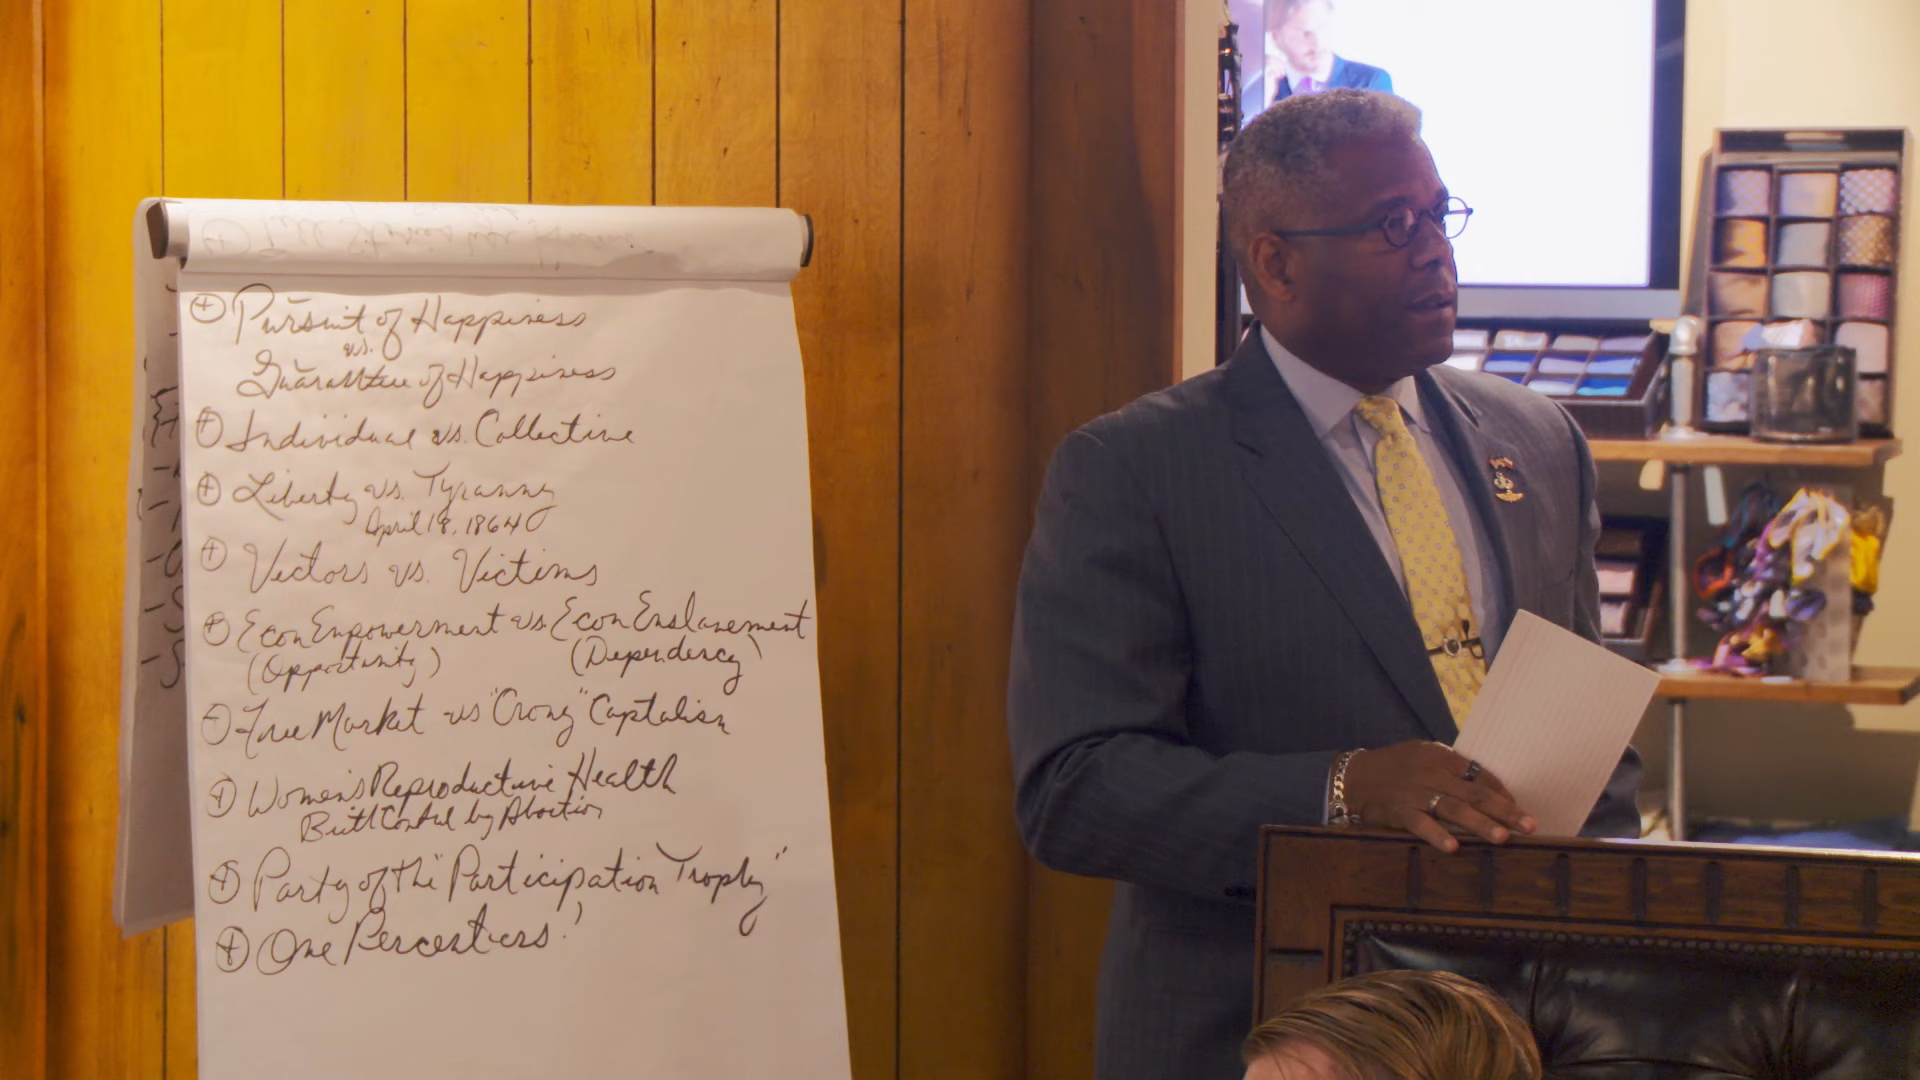 Pursuit of Happiness
vs.
Guarantee of Happiness
Individual vs. Collective
Liberty vs. Tyranny
April 18, 1864
Victors vs. Victims
Econ Empowerment vs. Econ Enslavement
(Opportunity) (Dependency)
Free Market vs "Crony" Captalism
Women's Reproductive Health
Birth Control by Abortion
Party of the "Participation Trophy"
One Percenters!